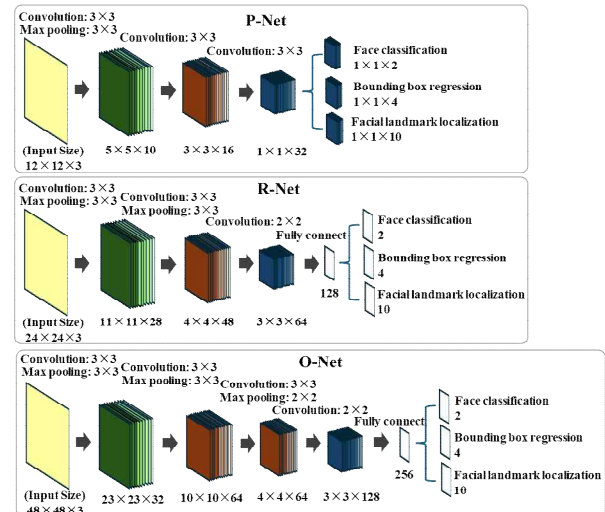 P-Net
Convolution: 3×3
Max pooling: 3×3
Convolution: 3×3
Convolution: 3×3
Face classification
1×1×2
Bounding box regression
1×1×4
Facial landmark localization
1×1×10
(Input Size)
12×12×3
5×5×10
3×3×16
1×1×32
R-Net
Convolution: 3×3
Max pooling: 3×3
Convolution: 3×3
Max pooling: 3×3
Convolution: 2×2
Fully connect
Face classification
2
Bounding box regression
4
Facial landmark localization
10
(Input Size)
24×24×3
11×11×28
4×4×48
3×3×64
128
O-Net
Convolution: 3×3
Max pooling: 3×3
Convolution: 3×3
Max pooling: 3×3
Convolution: 3×3
Max pooling: 2×2
Convolution: 2×2
Fully connect
Face classification
2
Bounding box regression
4
Facial landmark localization
10
(Input Size)
48×48×3
23×23×32
10×10×64
4×4×64
3×3×128
256